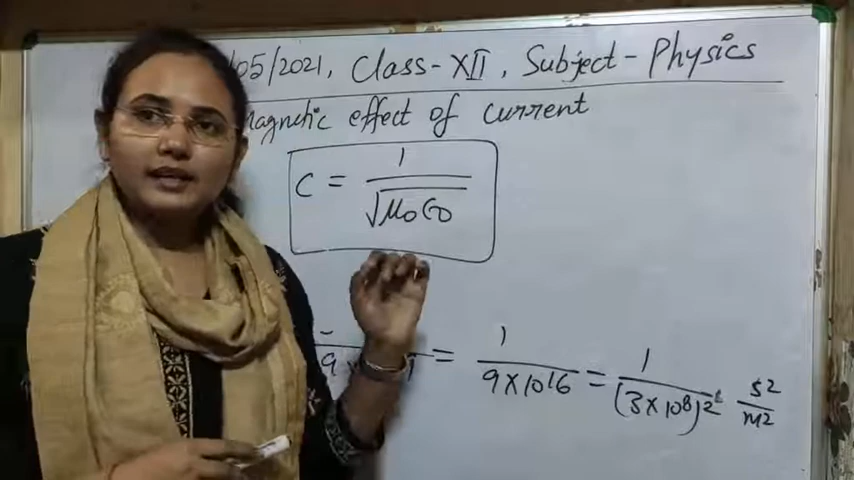 /05/2021, Class-XII, Subject-Physics
agnetic effect of current
C = 1/√μ₀ϵ₀
= 1/9×10¹⁶ = 1/(3×10⁸)² s²/m²